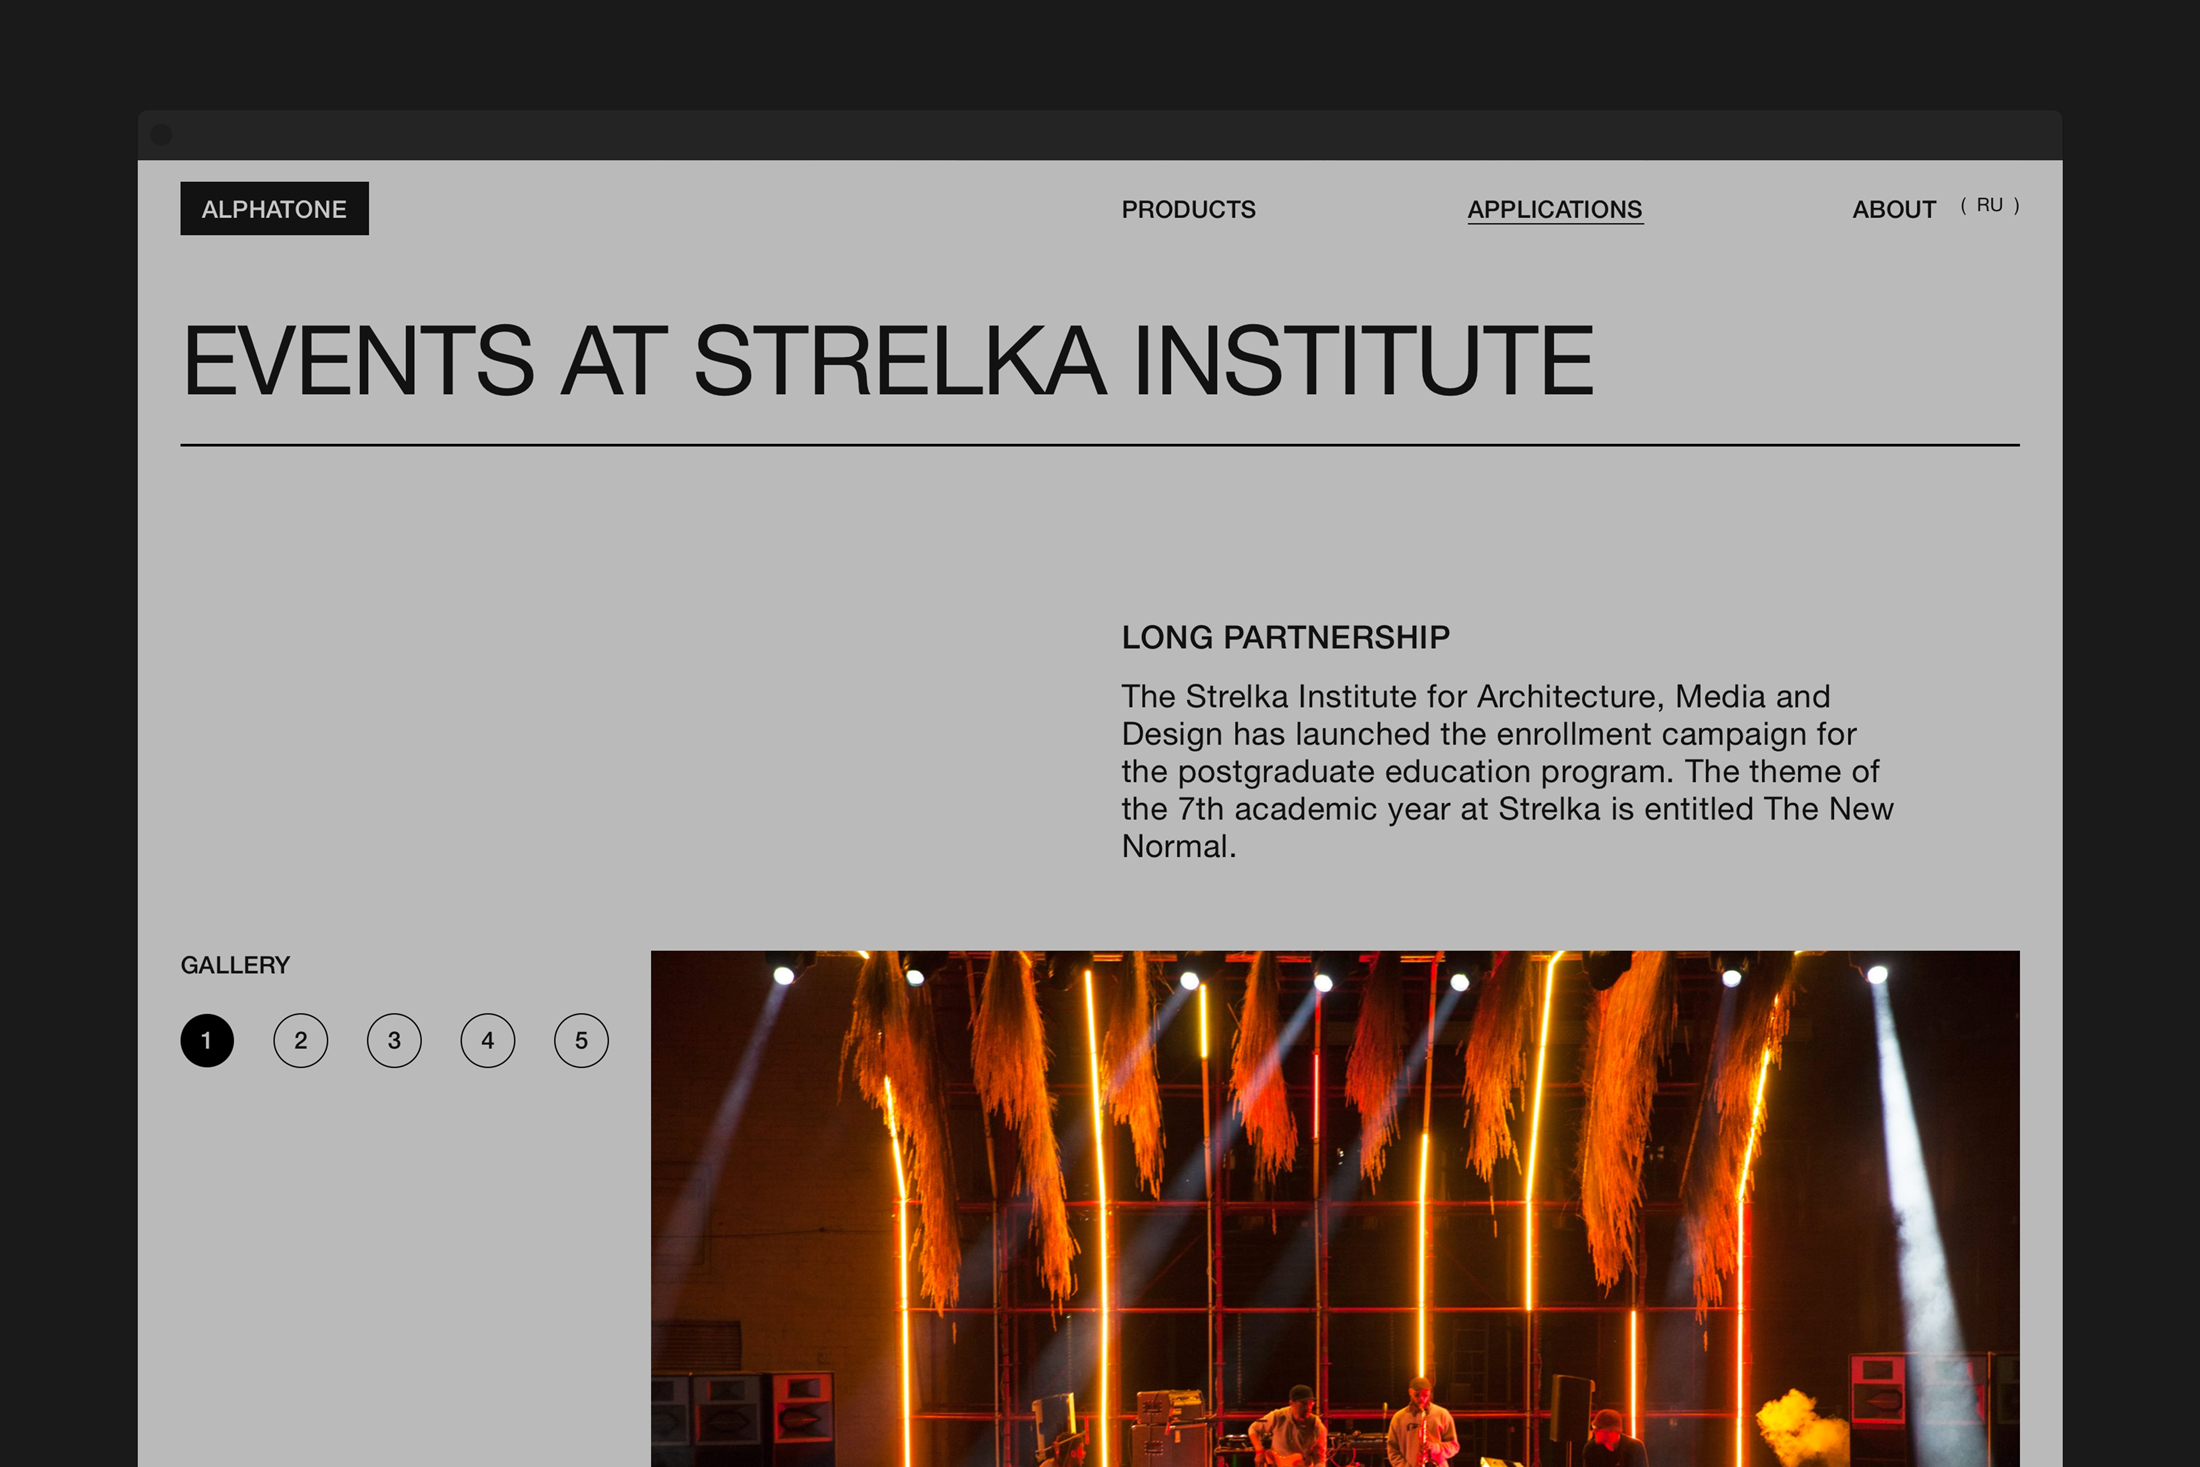 ALPHATONE
PRODUCTS
APPLICATIONS
ABOUT ( RU )
EVENTS AT STRELKA INSTITUTE
LONG PARTNERSHIP
The Strelka Institute for Architecture, Media and
Design has launched the enrollment campaign for
the postgraduate education program. The theme of
the 7th academic year at Strelka is entitled The New
Normal.
GALLERY
1 2 3 4 5